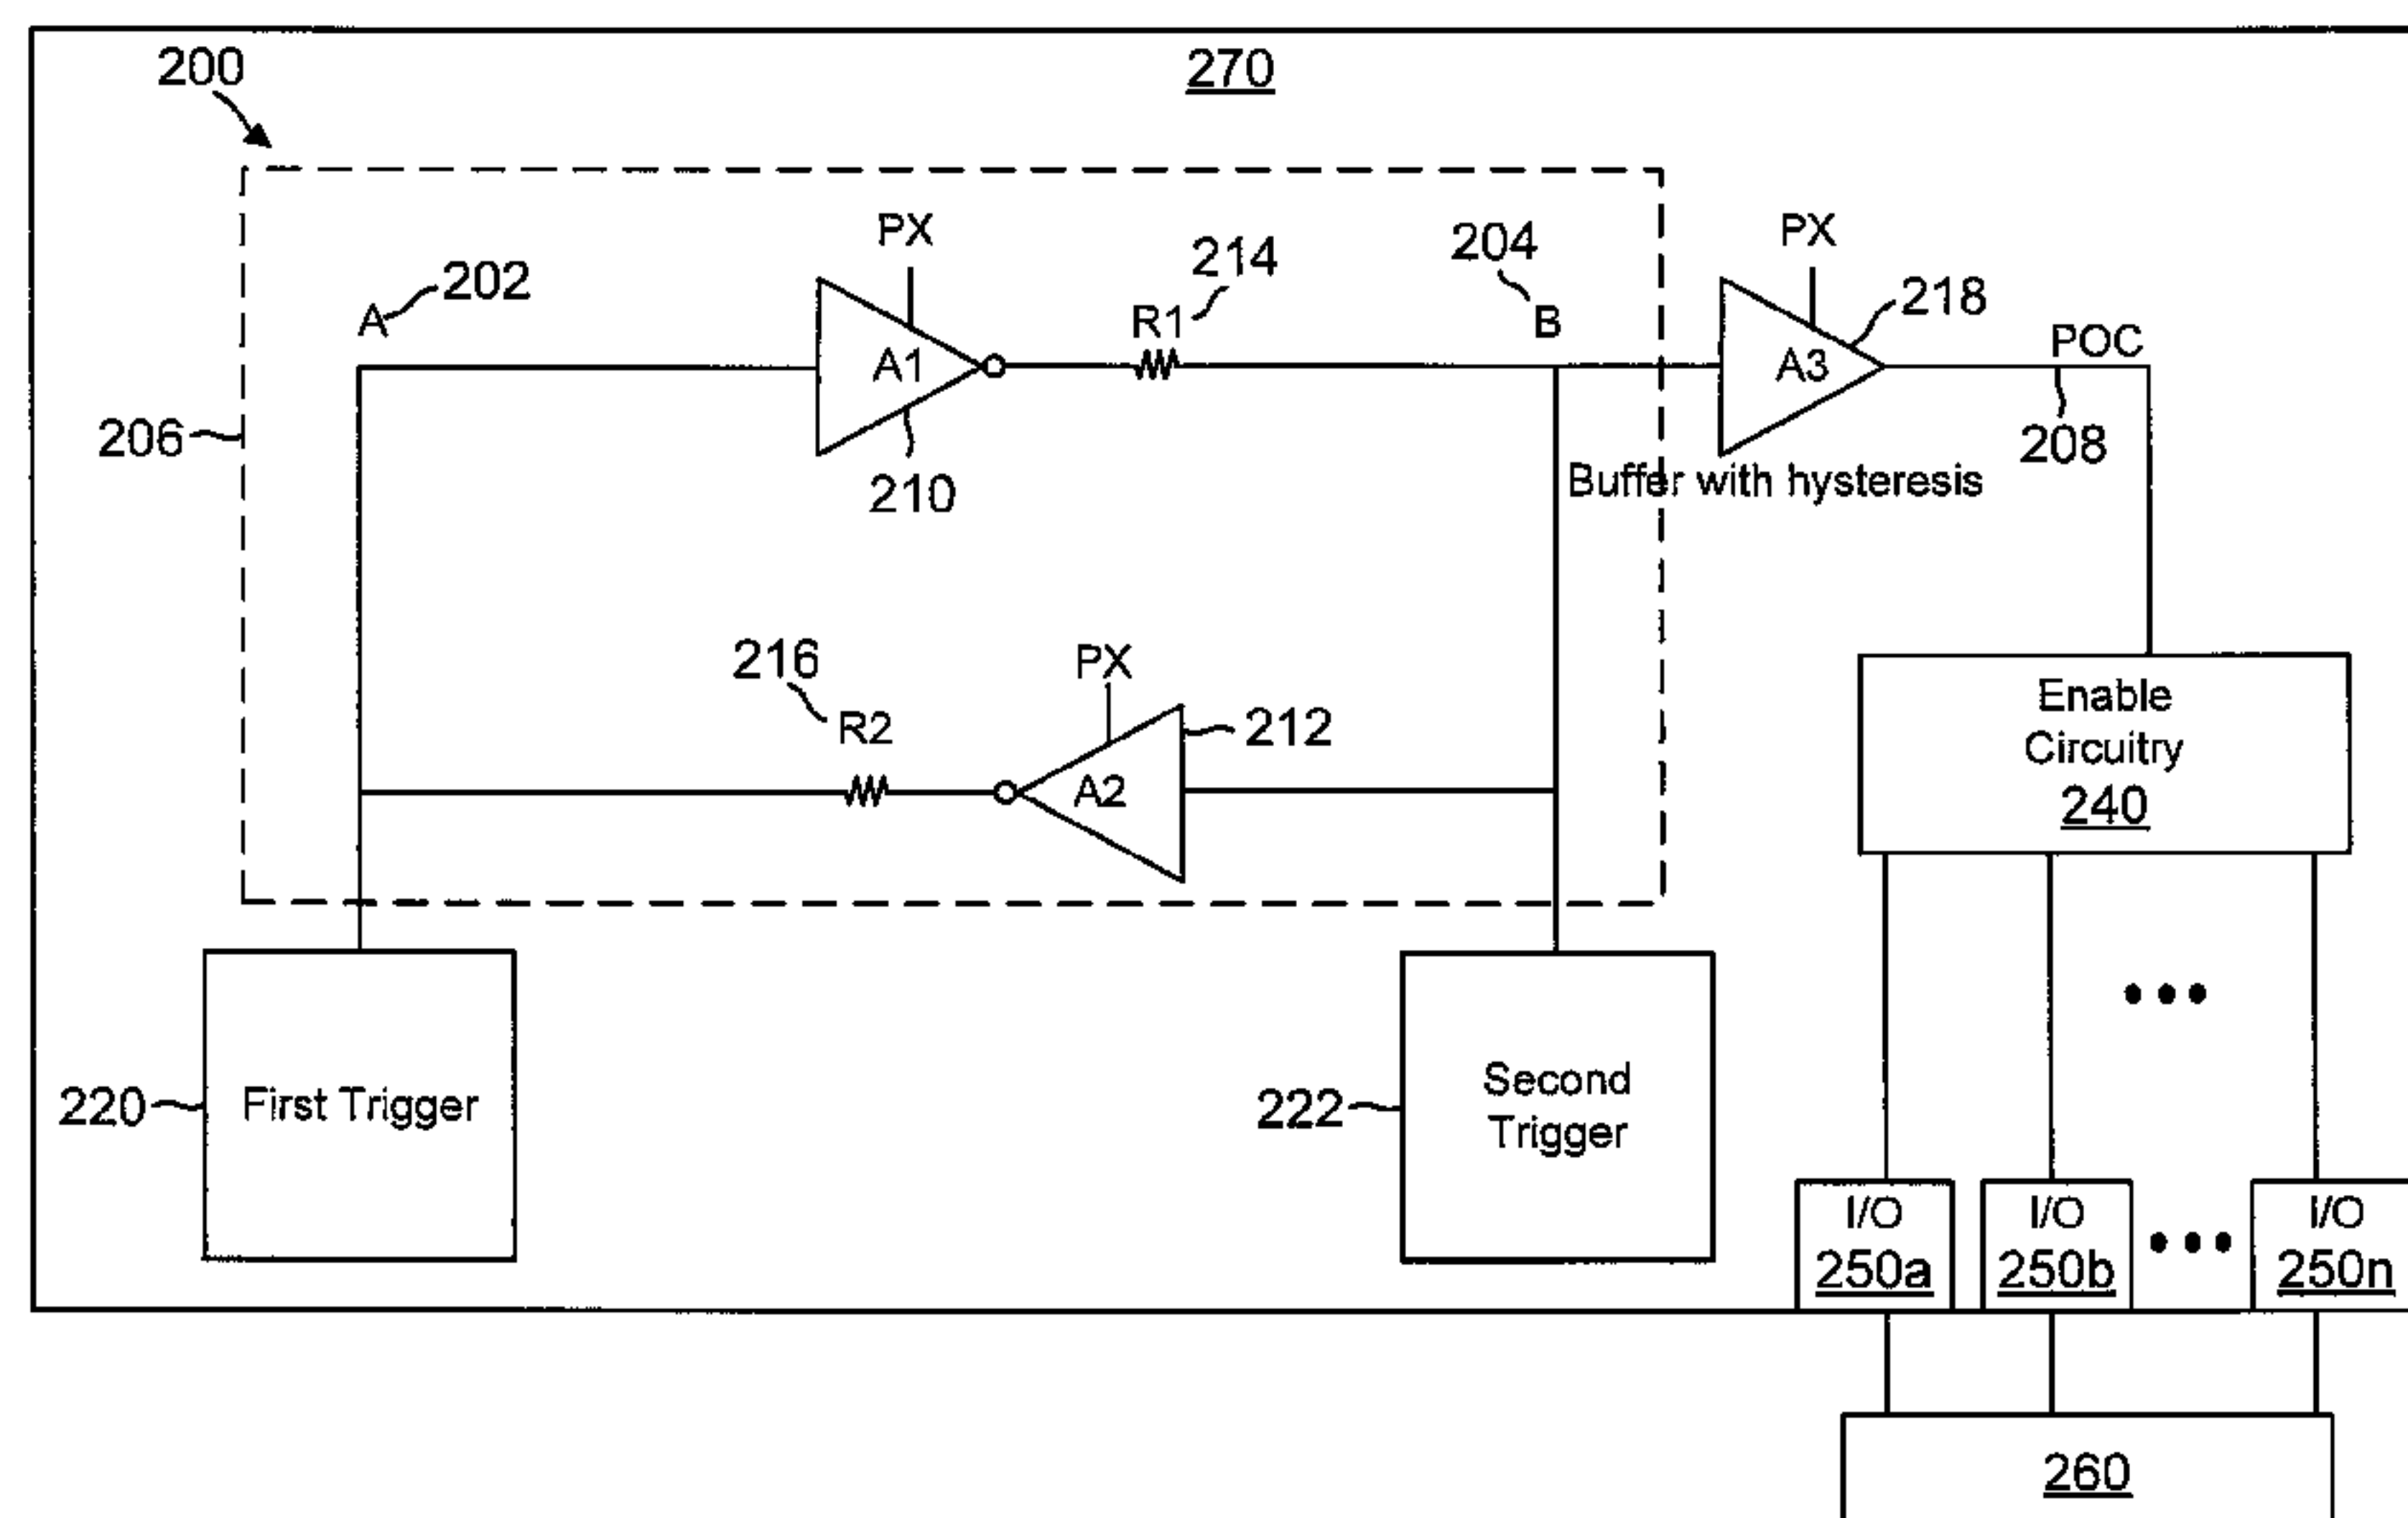 270
200
PX
PX
204
214
202
218
A
R1
B
POC
A1
A3
206
208
210
Buffer with hysteresis
216
PX
Enable
R2
212
Circuitry
A2
240
Second
220
First Trigger
222
Trigger
I/O
I/O
I/O
250a
250b
250n
260